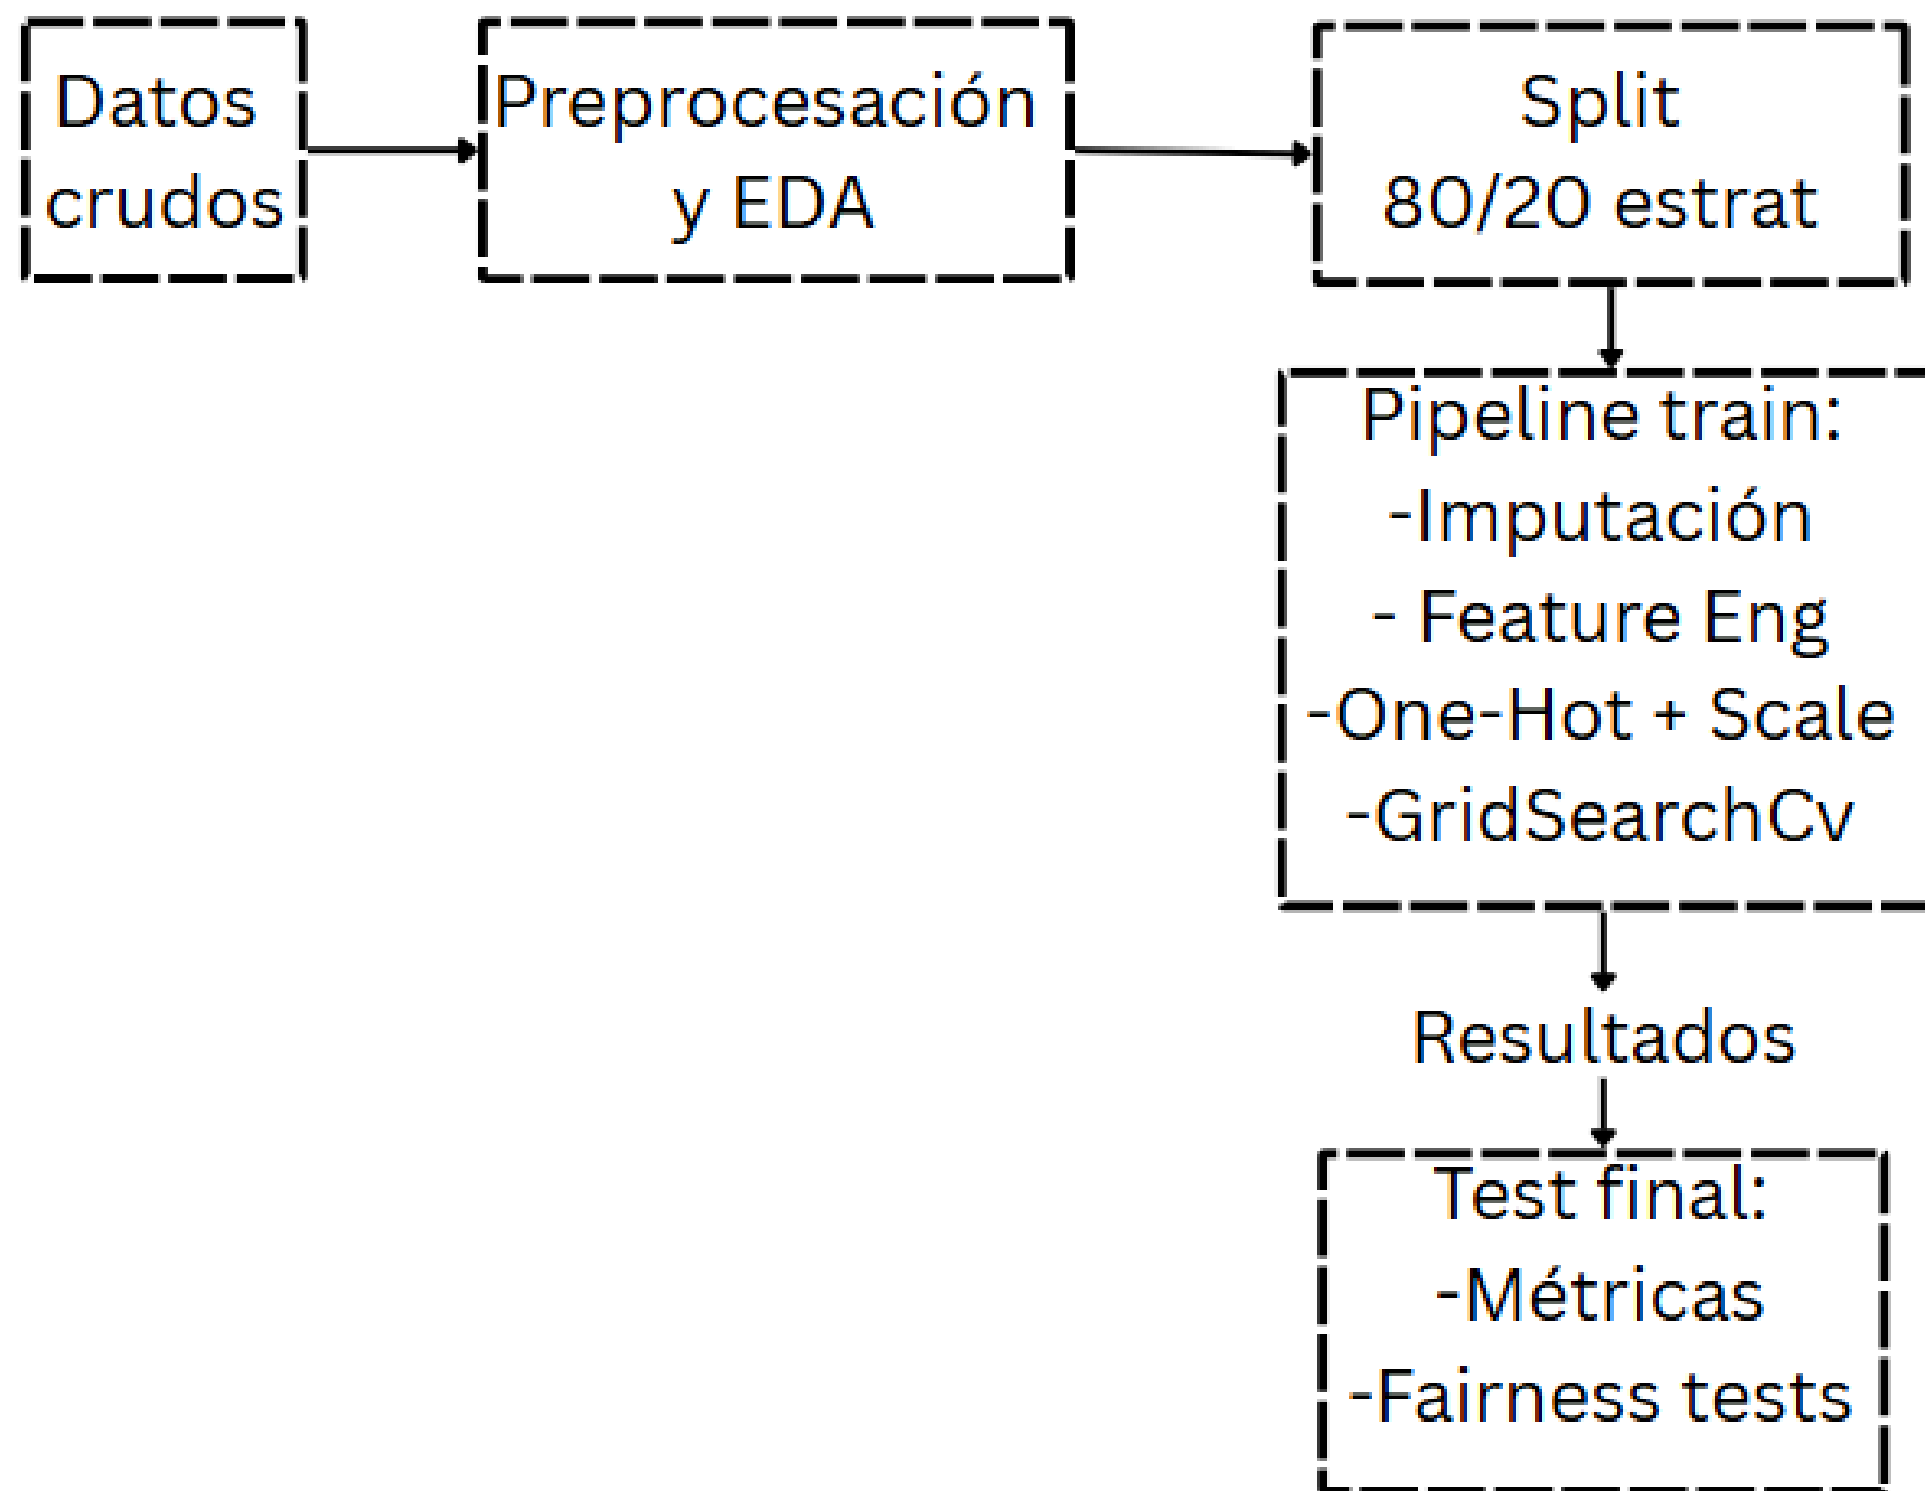 Datos
crudos
Preprocesación
y EDA
Split
80/20 estrat
Pipeline train:
-Imputación
- Feature Eng
-One-Hot + Scale
-GridSearchCv
Resultados
Test final:
-Métricas
-Fairness tests